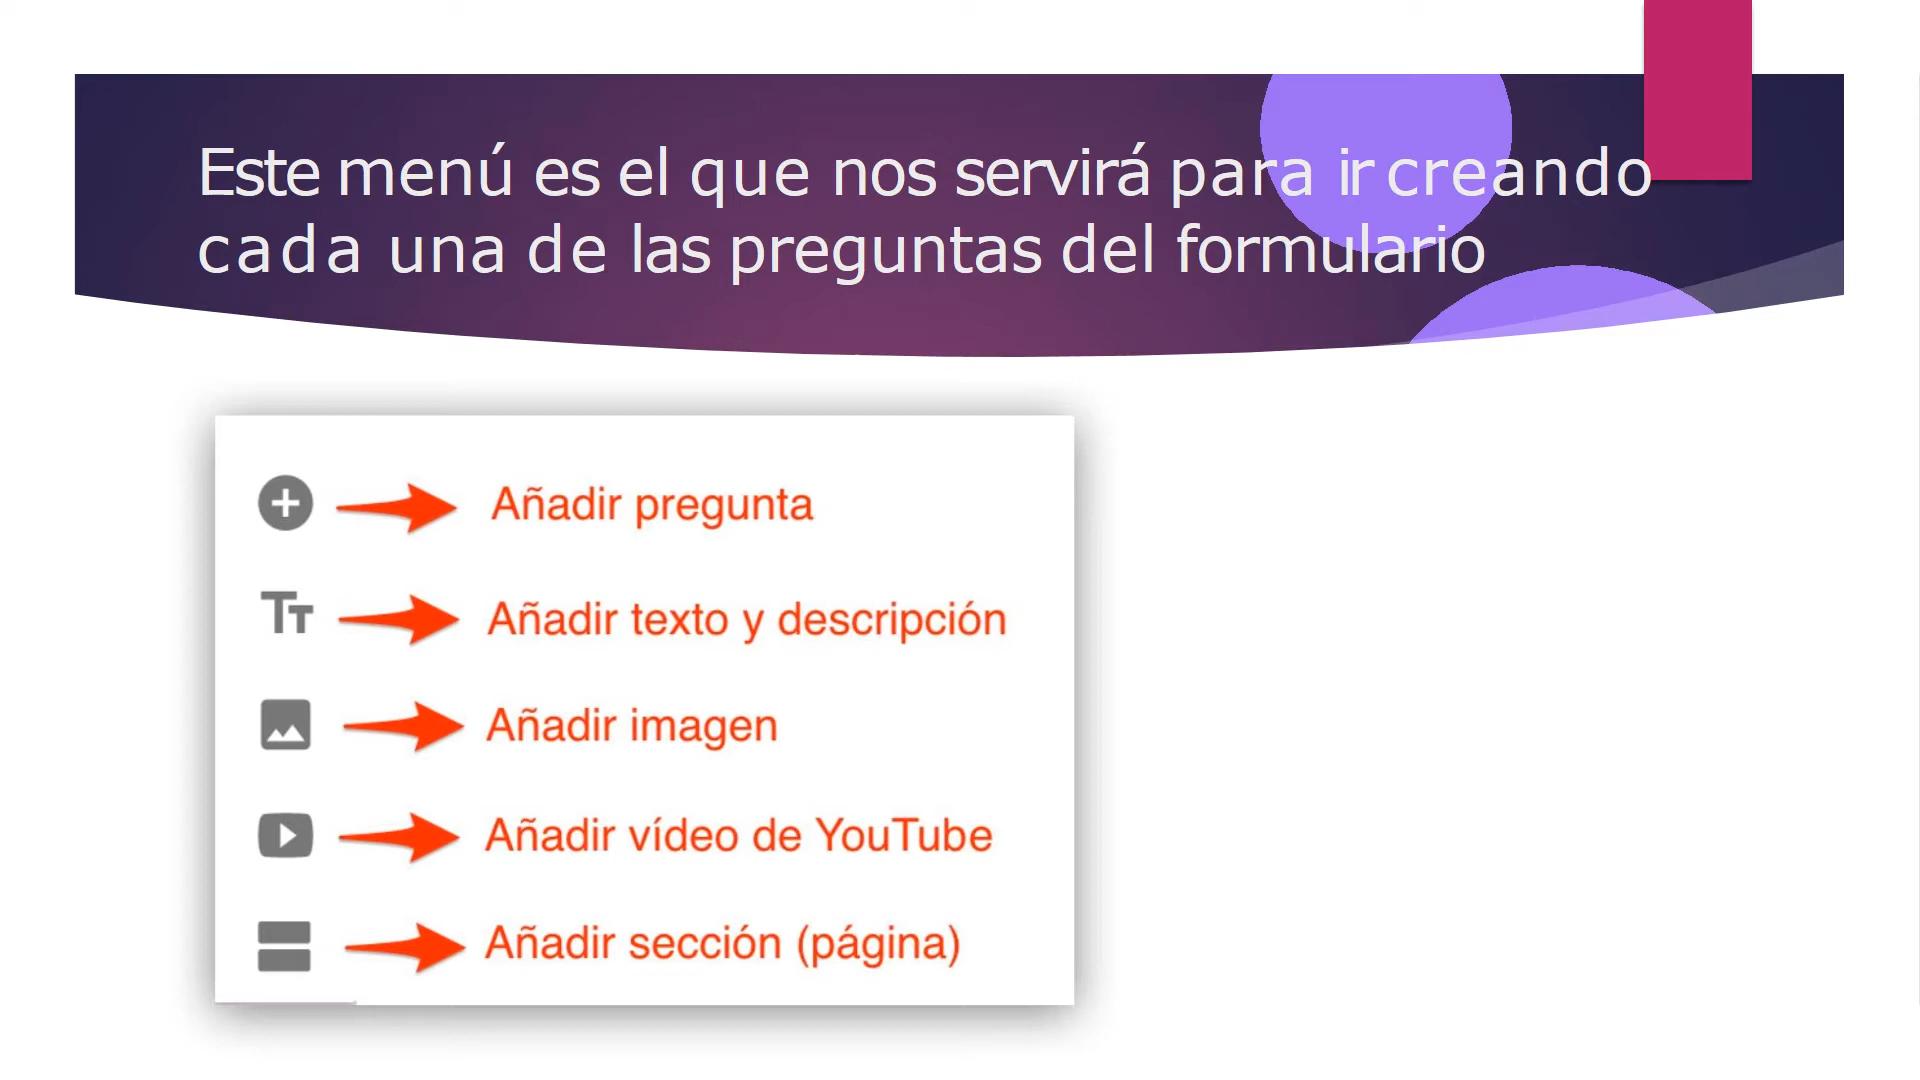 Este menú es el que nos servirá para ir creando
cada una de las preguntas del formulario
Añadir pregunta
Tт Añadir texto y descripción
Añadir imagen
Añadir vídeo de YouTube
Añadir sección (página)